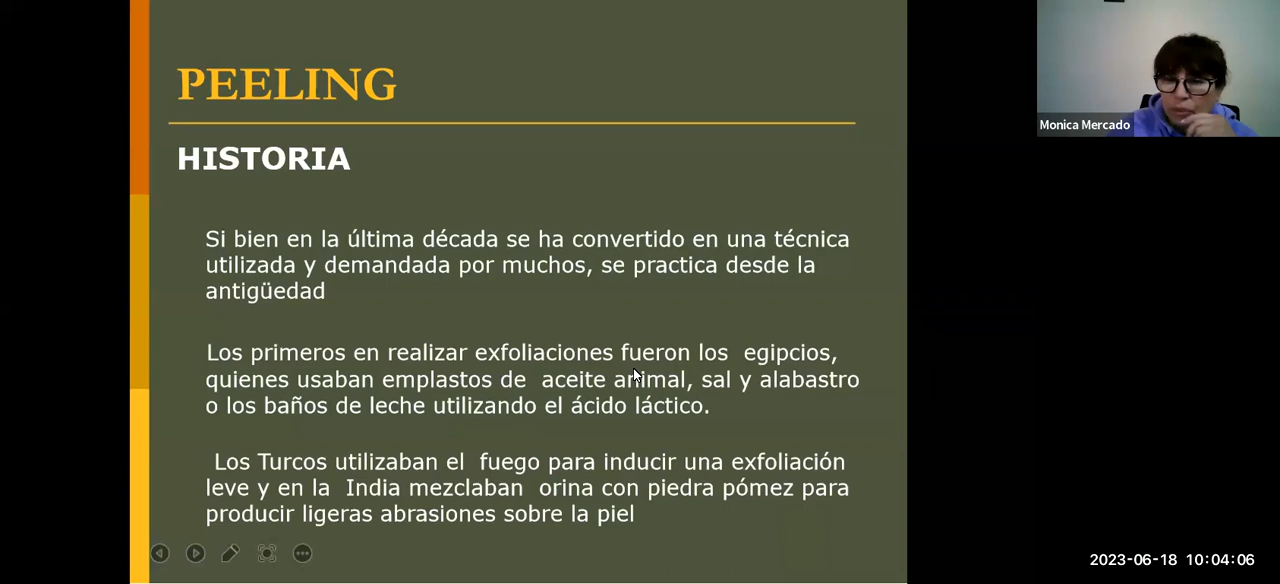 PEELING
HISTORIA
Si bien en la última década se ha convertido en una técnica
utilizada y demandada por muchos, se practica desde la
antigüedad
Los primeros en realizar exfoliaciones fueron los egipcios,
quienes usaban emplastos de aceite animal, sal y alabastro
o los baños de leche utilizando el ácido láctico.
Los Turcos utilizaban el fuego para inducir una exfoliación
leve y en la India mezclaban orina con piedra pómez para
producir ligeras abrasiones sobre la piel
Monica Mercado
2023-06-18 10:04:06